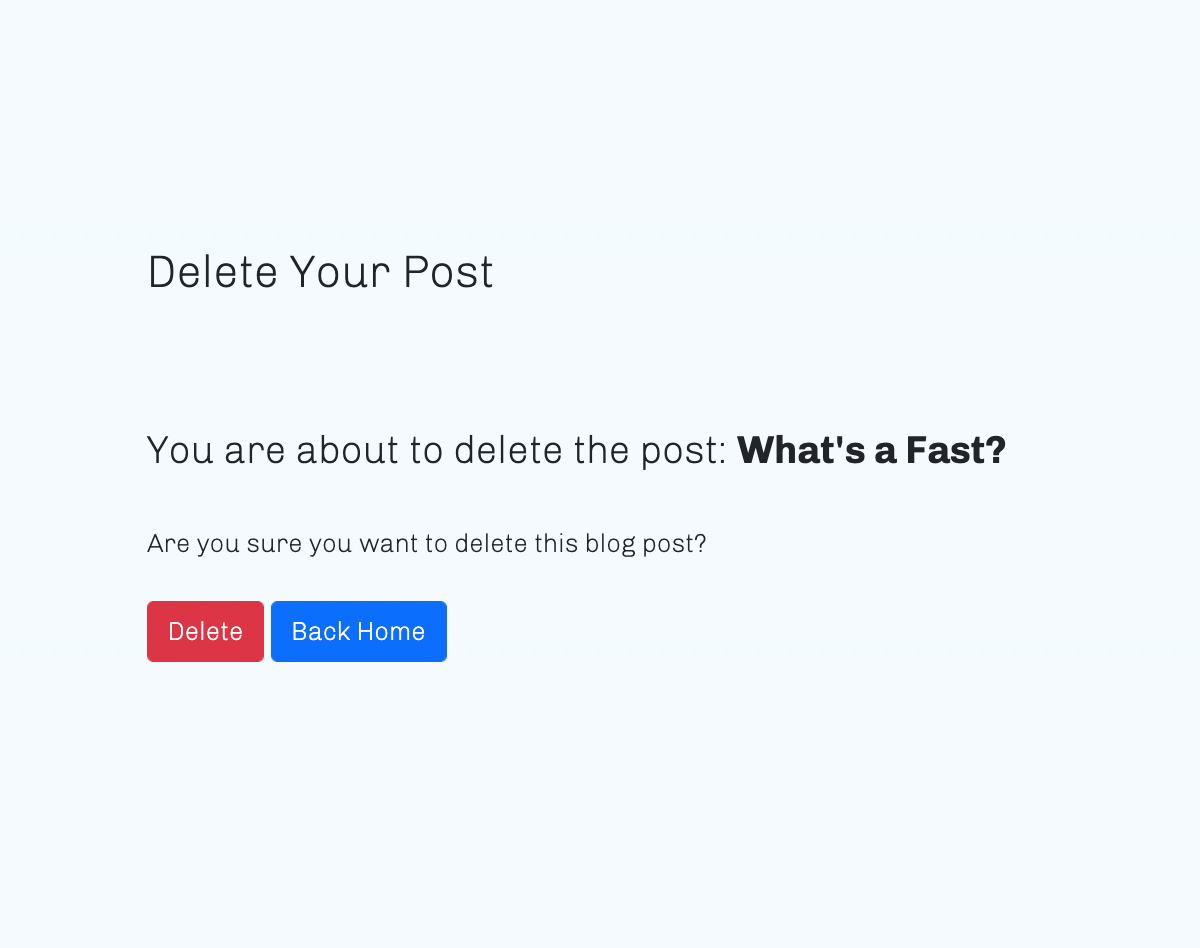 Delete Your Post
You are about to delete the post: What's a Fast?
Are you sure you want to delete this blog post?
Delete Back Home